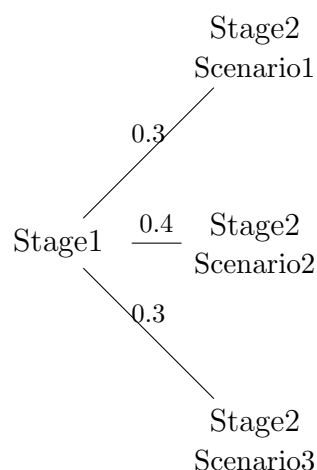 Stage2
Scenario1
0.3
Stage1
0.4
Stage2
Scenario2
0.3
Stage2
Scenario3